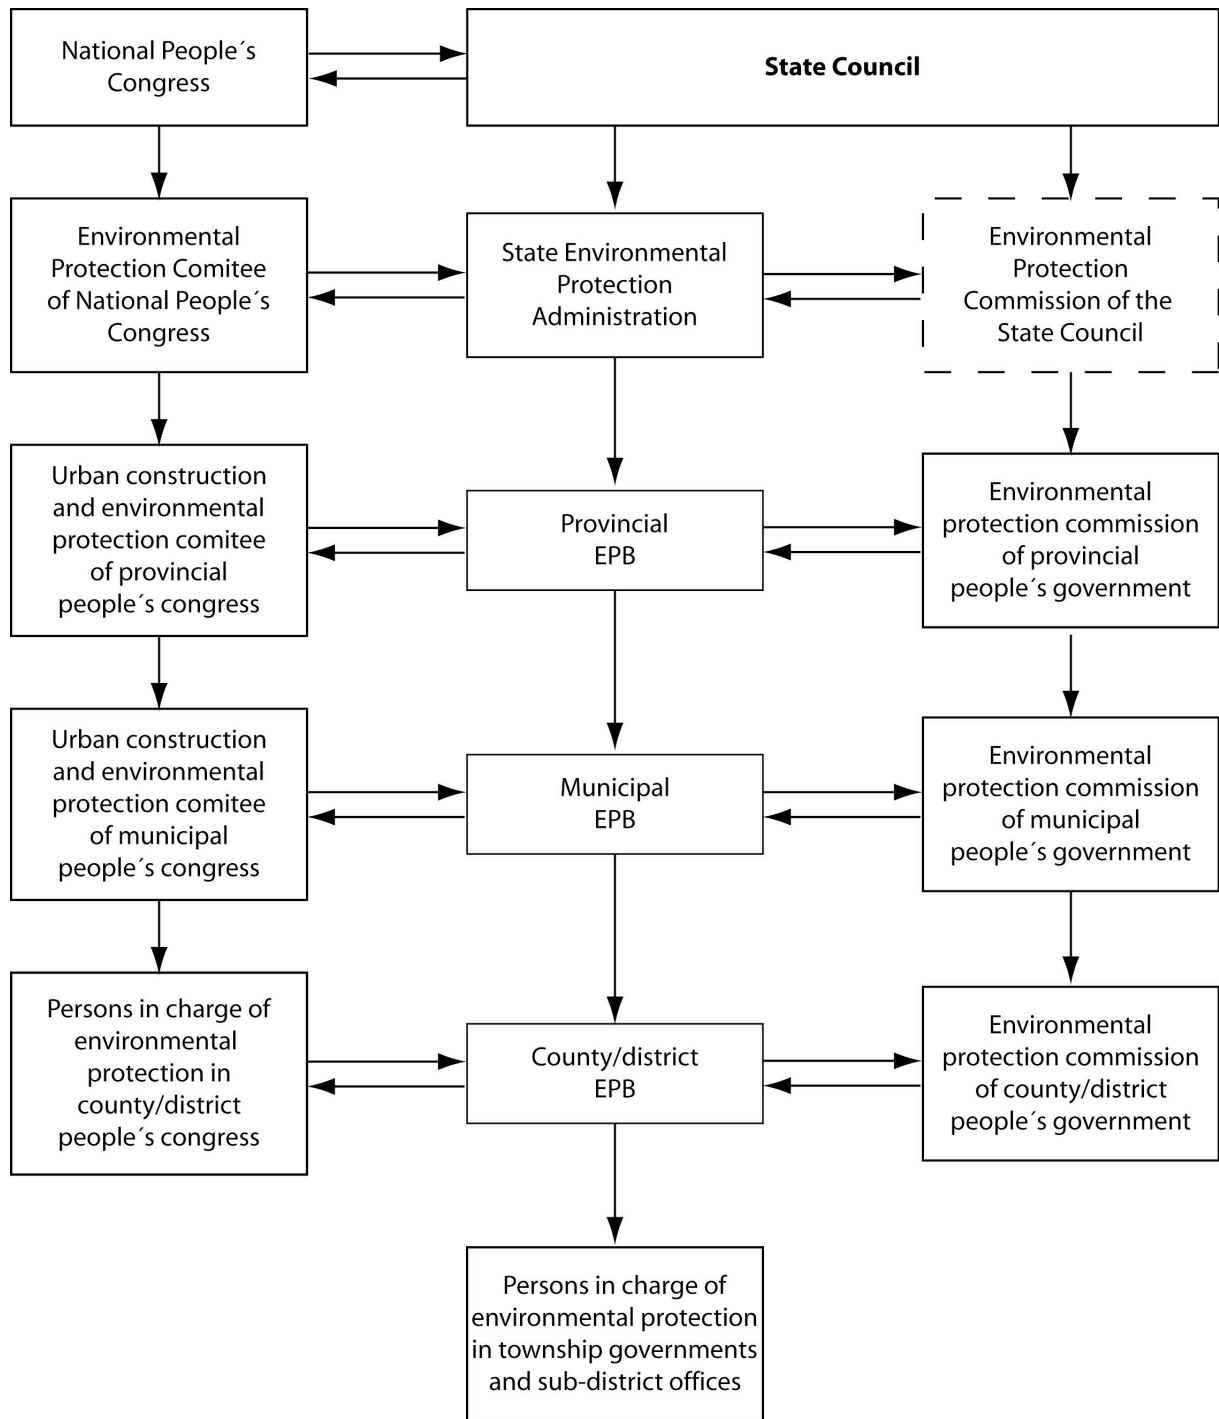 National People´s
Congress
State Council
Environmental
Protection Comitee
of National People´s
Congress
State Environmental
Protection
Administration
Environmental
Protection
Commission of the
State Council
Urban construction
and environmental
protection comitee
of provincial
people´s congress
Provincial
EPB
Environmental
protection commission
of provincial
people´s government
Urban construction
and environmental
protection comitee
of municipal
people´s congress
Municipal
EPB
Environmental
protection commission
of municipal
people´s government
Persons in charge of
environmental
protection in
county/district
people´s congress
County/district
EPB
Environmental
protection commission
of county/district
people´s government
Persons in charge of
environmental protection
in township governments
and sub-district offices